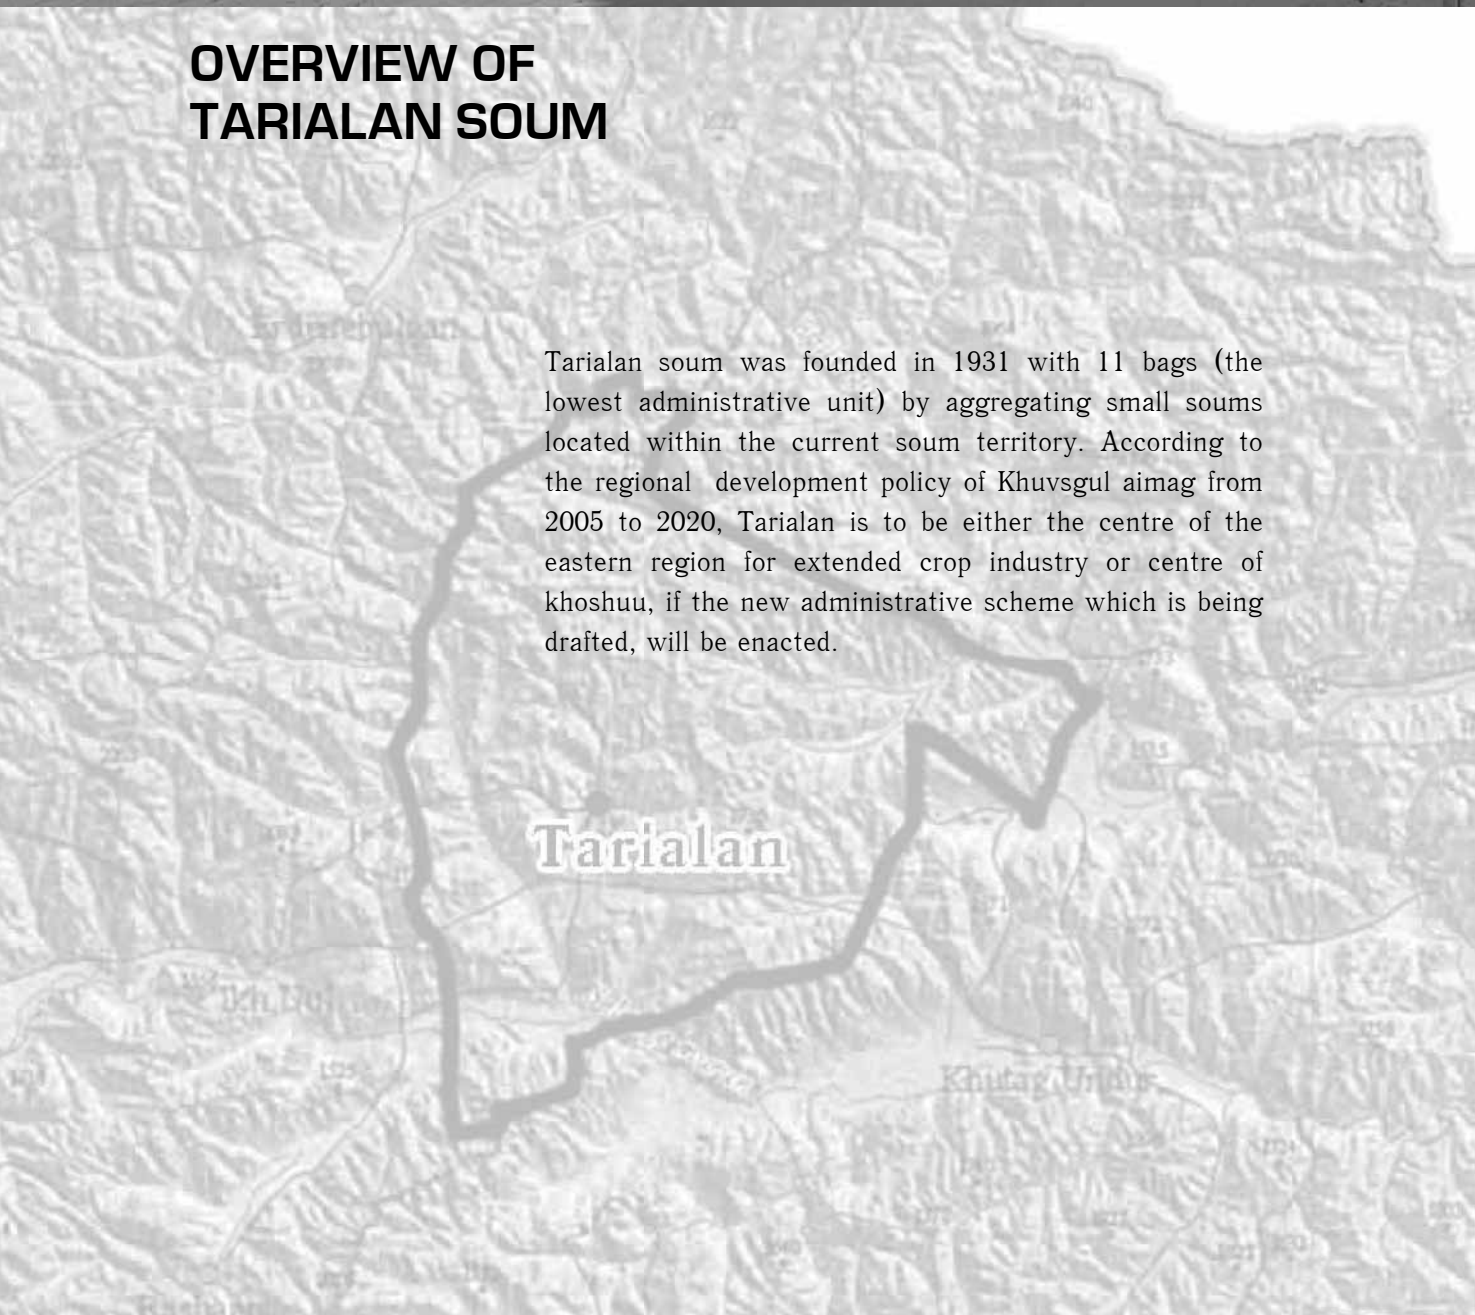 OVERVIEW OF
TARIALAN SOUM
Tarialan soum was founded in 1931 with 11 bags (the
lowest administrative unit) by aggregating small soums
located within the current soum territory. According to
the regional development policy of Khuvsgul aimag from
2005 to 2020, Tarialan is to be either the centre of the
eastern region for extended crop industry or centre of
khoshuu, if the new administrative scheme which is being
drafted, will be enacted.
Tarialan
Khutag Undur